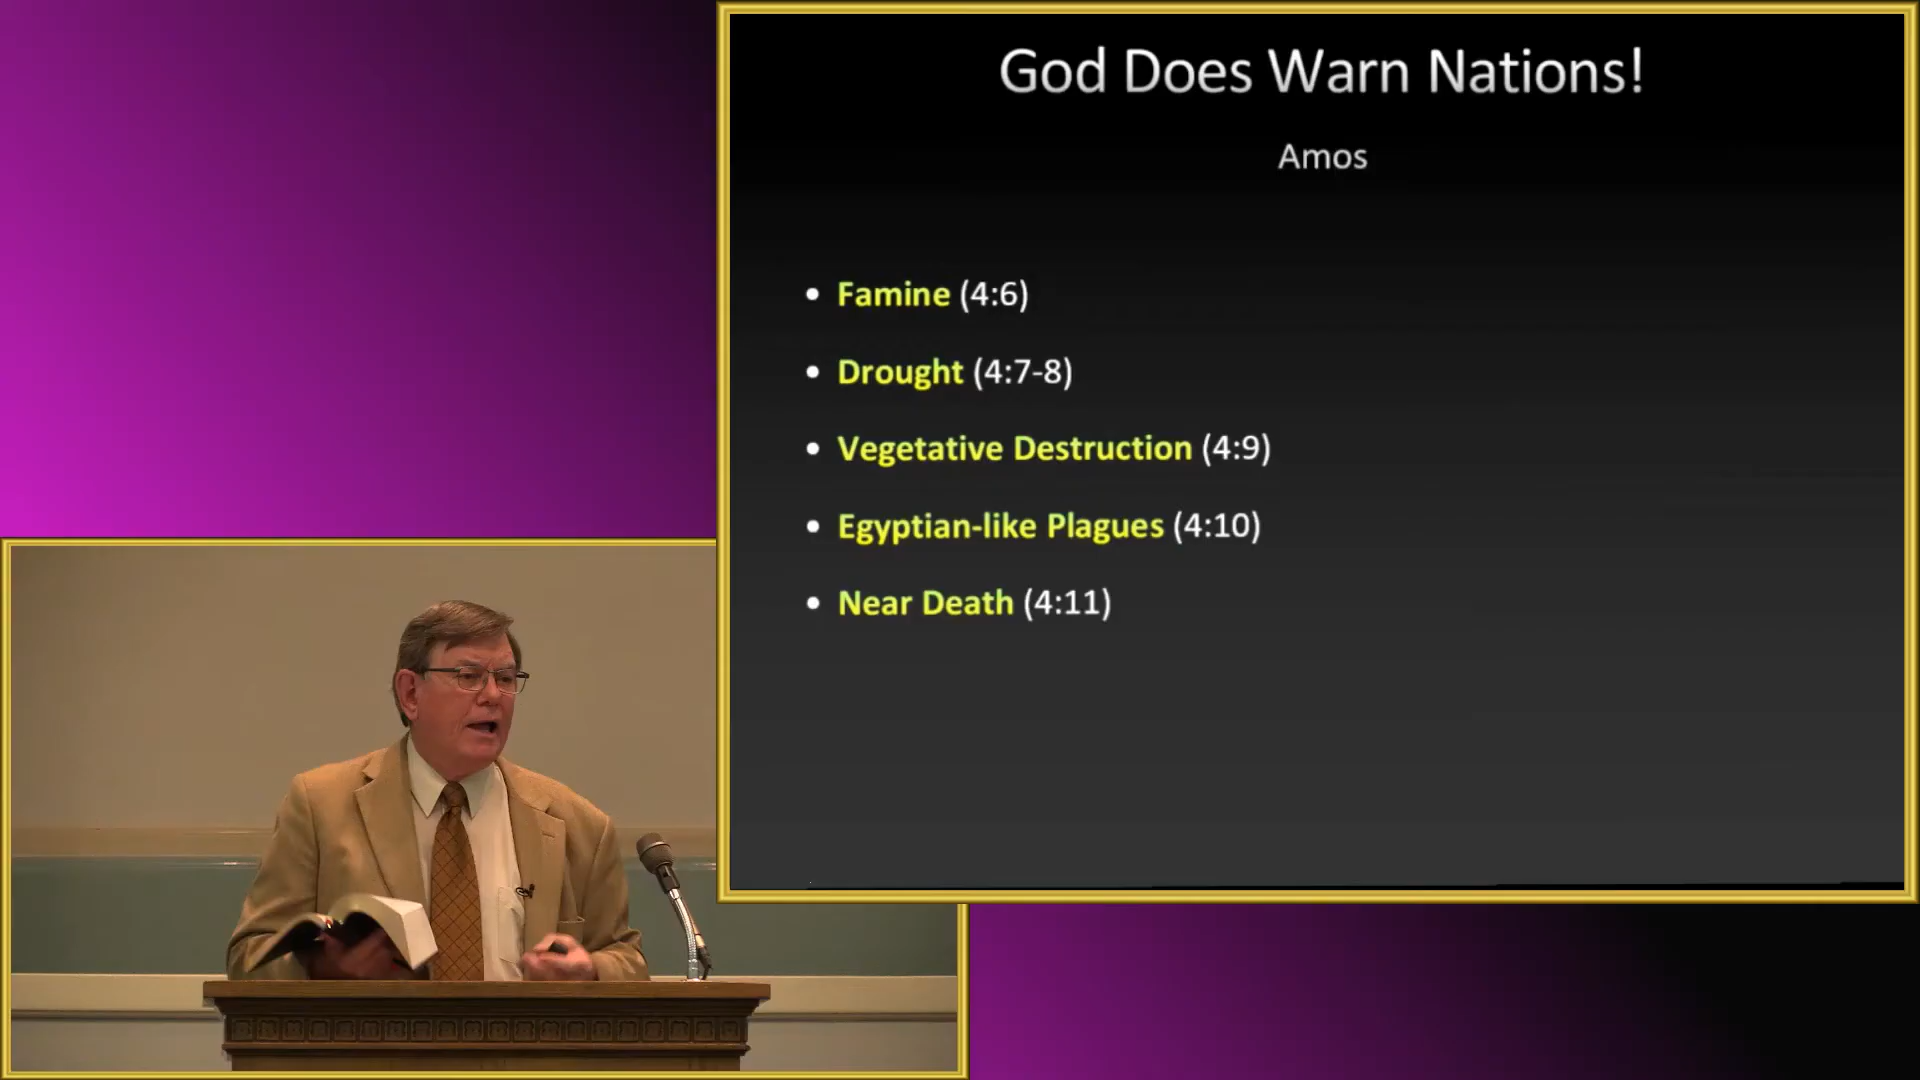 God Does Warn Nations!
Amos
• Famine (4:6)
• Drought (4:7-8)
• Vegetative Destruction (4:9)
• Egyptian-like Plagues (4:10)
• Near Death (4:11)